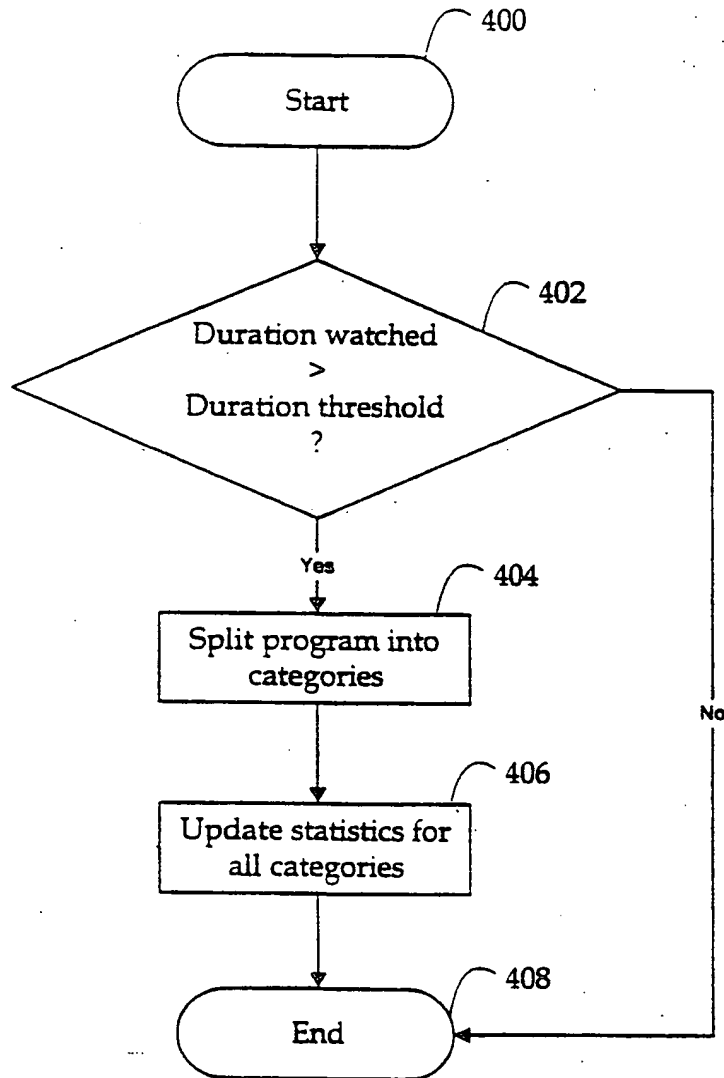 400
Start
402
Duration watched
>
Duration threshold
?
Yes
404
Split program into
categories
No
406
Update statistics for
all categories
408
End